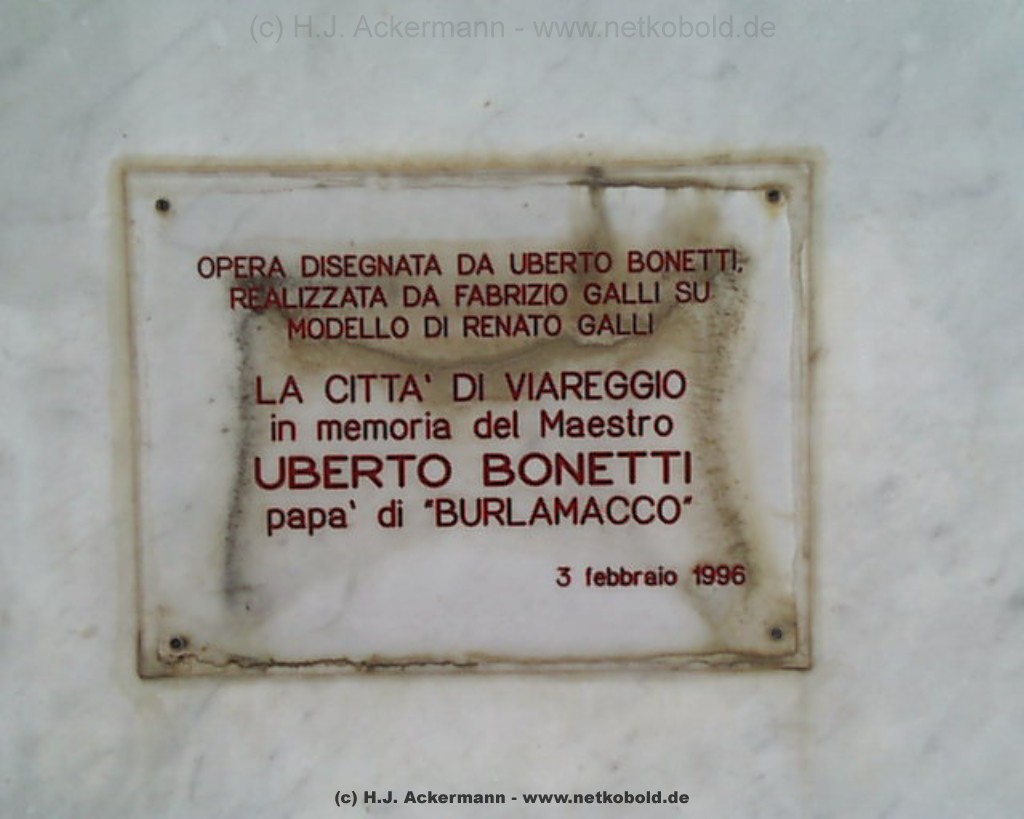 (c) H.J. Ackermann - www.netkobold.de
OPERA DISEGNATA DA UBERTO BONETTI,
REALIZZATA DA FABRIZIO GALLI SU
MODELLO DI RENATO GALLI
LA CITTA' DI VIAREGGIO
in memoria del Maestro
UBERTO BONETTI
papa' di "BURLAMACCO"
3 febbraio 1996
(c) H.J. Ackermann - www.netkobold.de